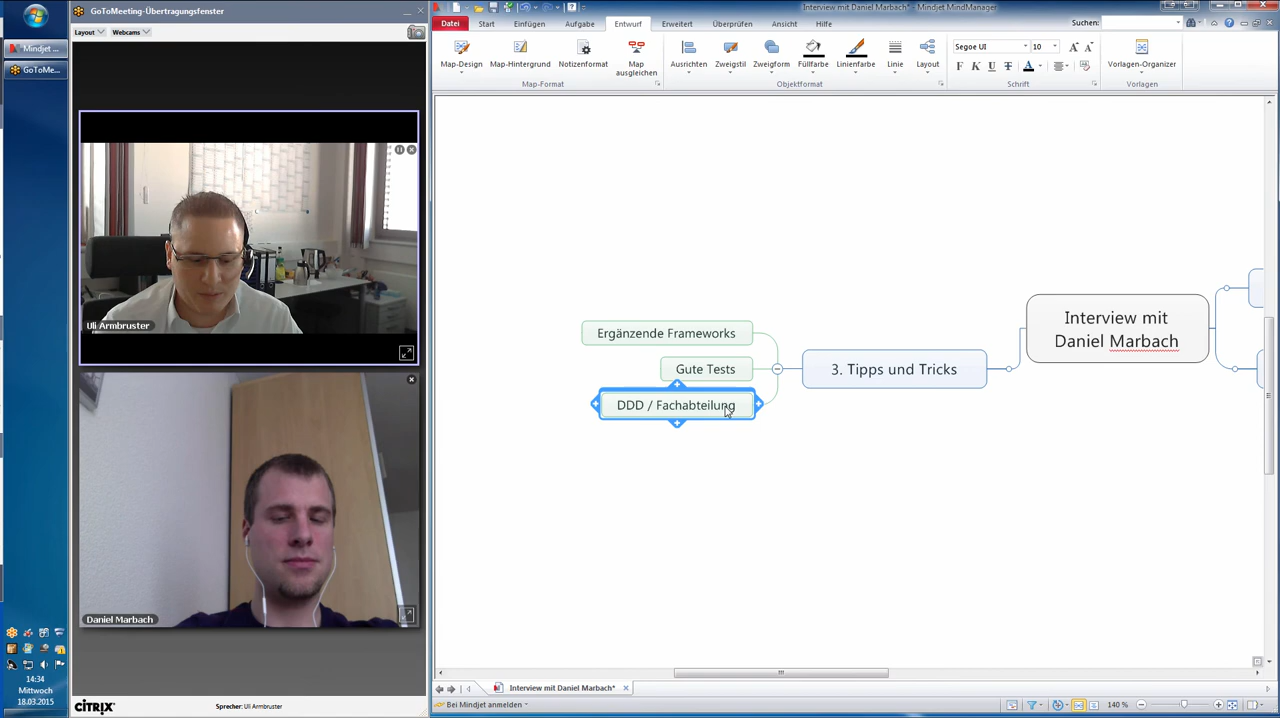 Mindjet ...
GoToMe...
14:34
Mittwoch
18.03.2015
GoToMeeting-Übertragungsfenster
Layout
Webcams
Uli Armbruster
Daniel Marbach
CITRIX
Sprecher: Uli Armbruster
Interview mit Daniel Marbach* - Mindjet MindManager
Datei
Start
Einfügen
Aufgabe
Entwurf
Erweitert
Überprüfen
Ansicht
Hilfe
Suchen:
Map-Design
Map-Hintergrund
Notizenformat
Map ausgleichen
Map-Format
Ausrichten
Zweigstil
Zweigform
Füllfarbe
Linienfarbe
Linie
Layout
Objektformat
Segoe UI
10
F K U
Schrift
Vorlagen-Organizer
Vorlagen
Ergänzende Frameworks
Gute Tests
DDD / Fachabteilung
3. Tipps und Tricks
Interview mit
Daniel Marbach
Interview mit Daniel Marbach*
Bei Mindjet anmelden
140 %